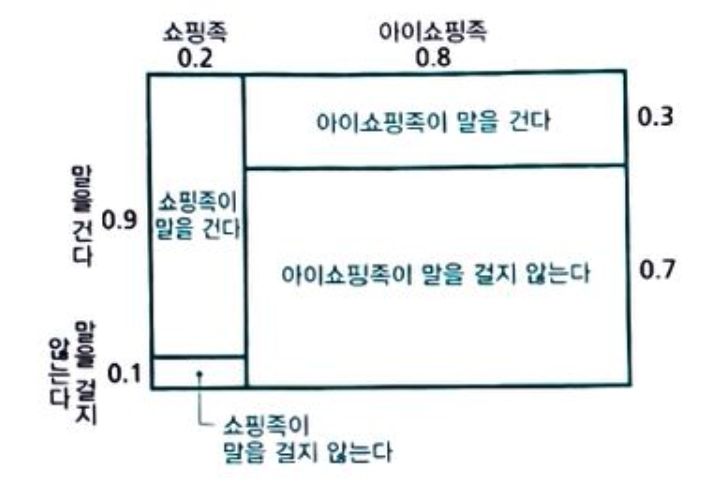 쇼핑족
0.2
아이쇼핑족
0.8
아이쇼핑족이 말을 건다
0.3
말을 건다
0.9
쇼핑족이
말을 건다
아이쇼핑족이 말을 걸지 않는다
0.7
말을 걸지
않는다
0.1
쇼핑족이
말을 걸지 않는다